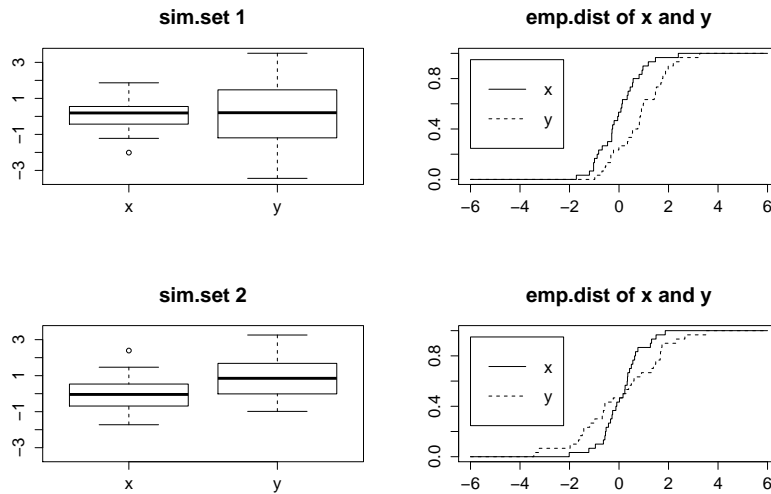 sim.set 1
3
1
−1
−3
x
y
emp.dist of x and y
0.8
0.4
0.0
x
y
−6 −4 −2 0 2 4 6
sim.set 2
3
1
−1
−3
x
y
emp.dist of x and y
0.8
0.4
0.0
x
y
−6 −4 −2 0 2 4 6